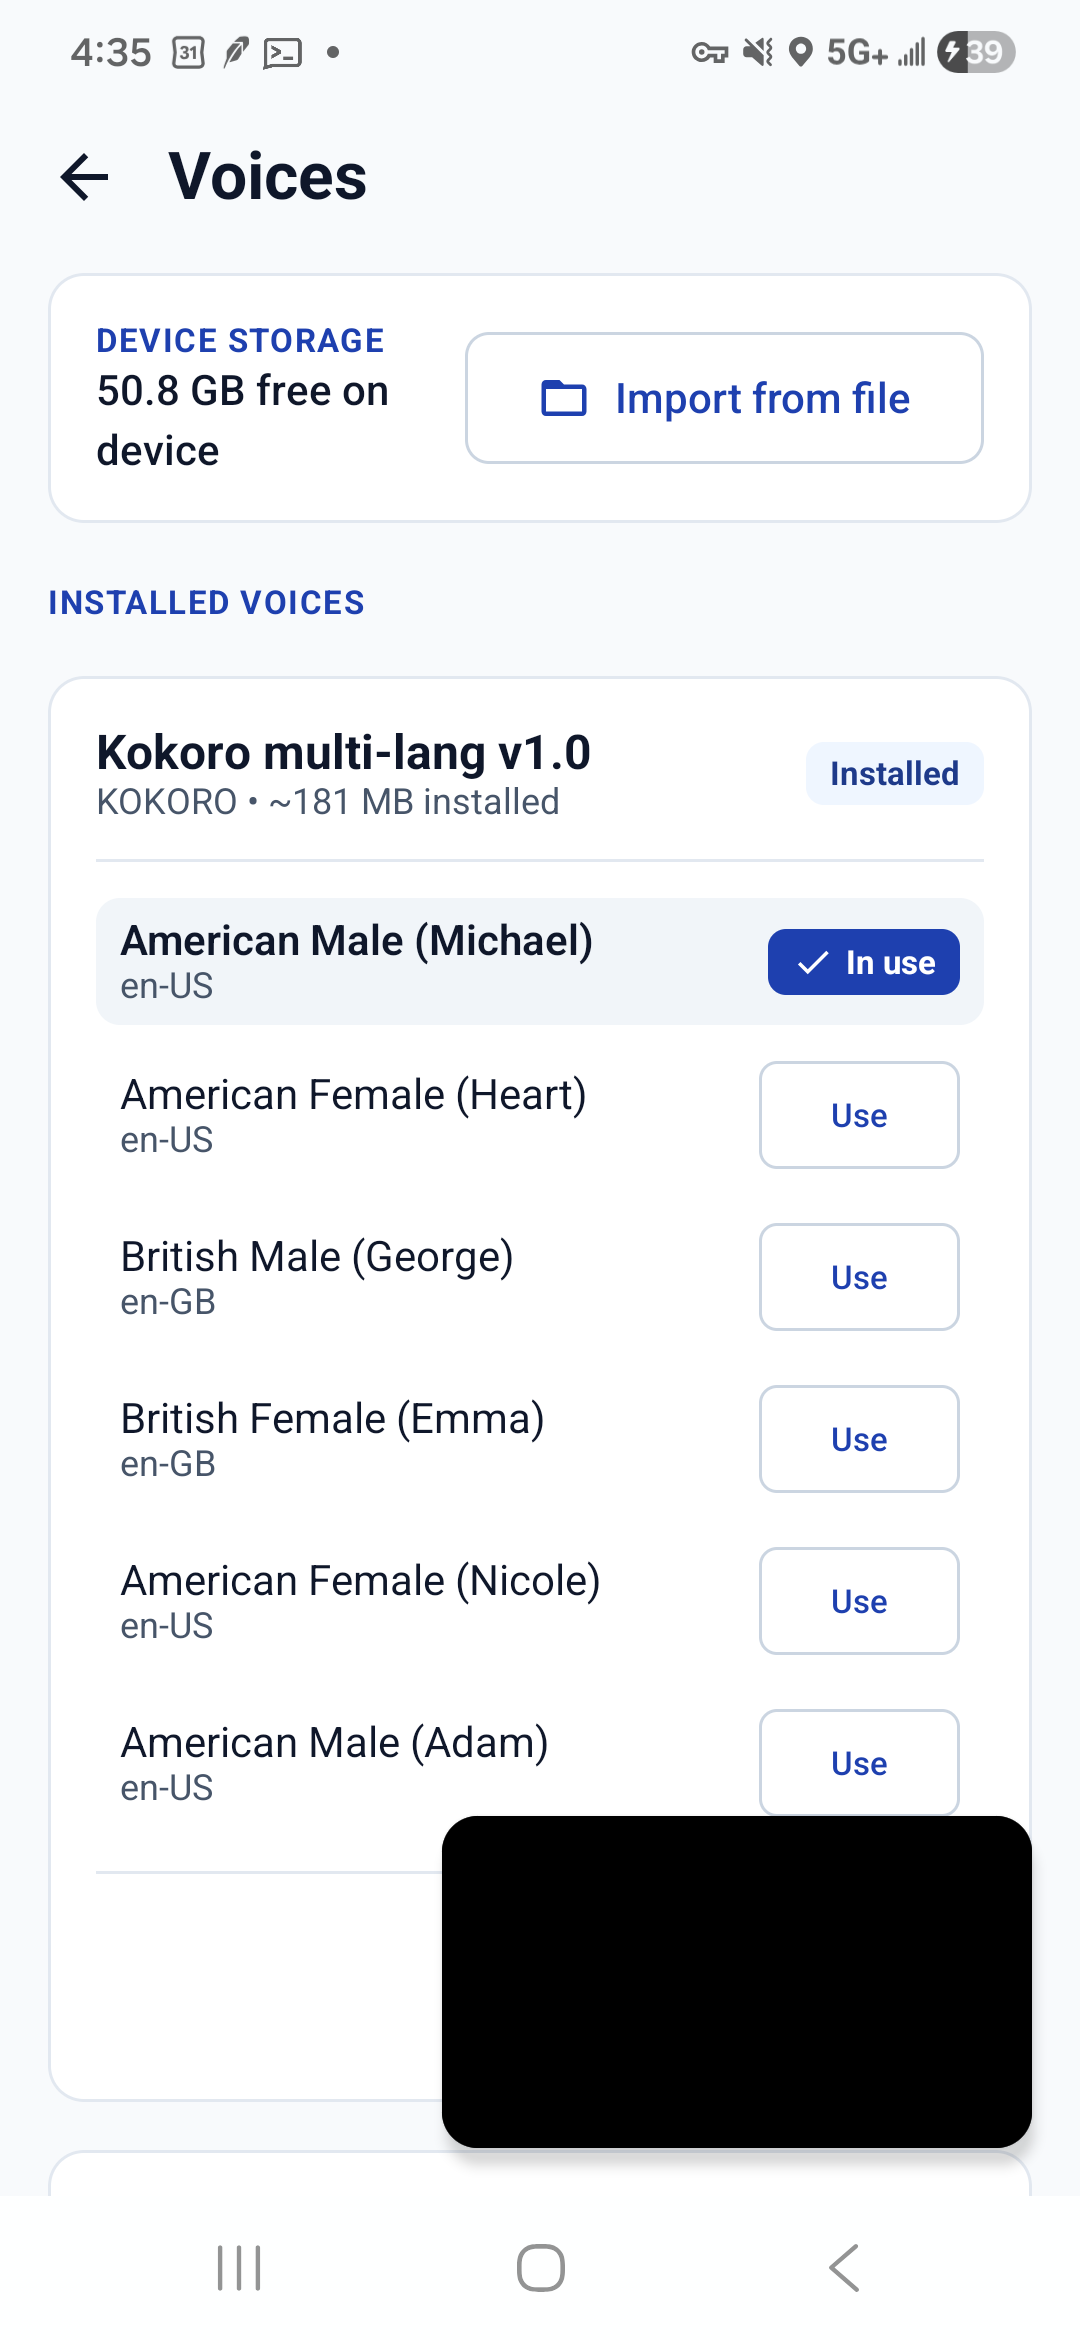 4:35 31 5G+ 39
Voices
DEVICE STORAGE
50.8 GB free on
device
Import from file
INSTALLED VOICES
Kokoro multi-lang v1.0
KOKORO • ~181 MB installed
Installed
American Male (Michael)
en-US
In use
American Female (Heart)
en-US
Use
British Male (George)
en-GB
Use
British Female (Emma)
en-GB
Use
American Female (Nicole)
en-US
Use
American Male (Adam)
en-US
Use